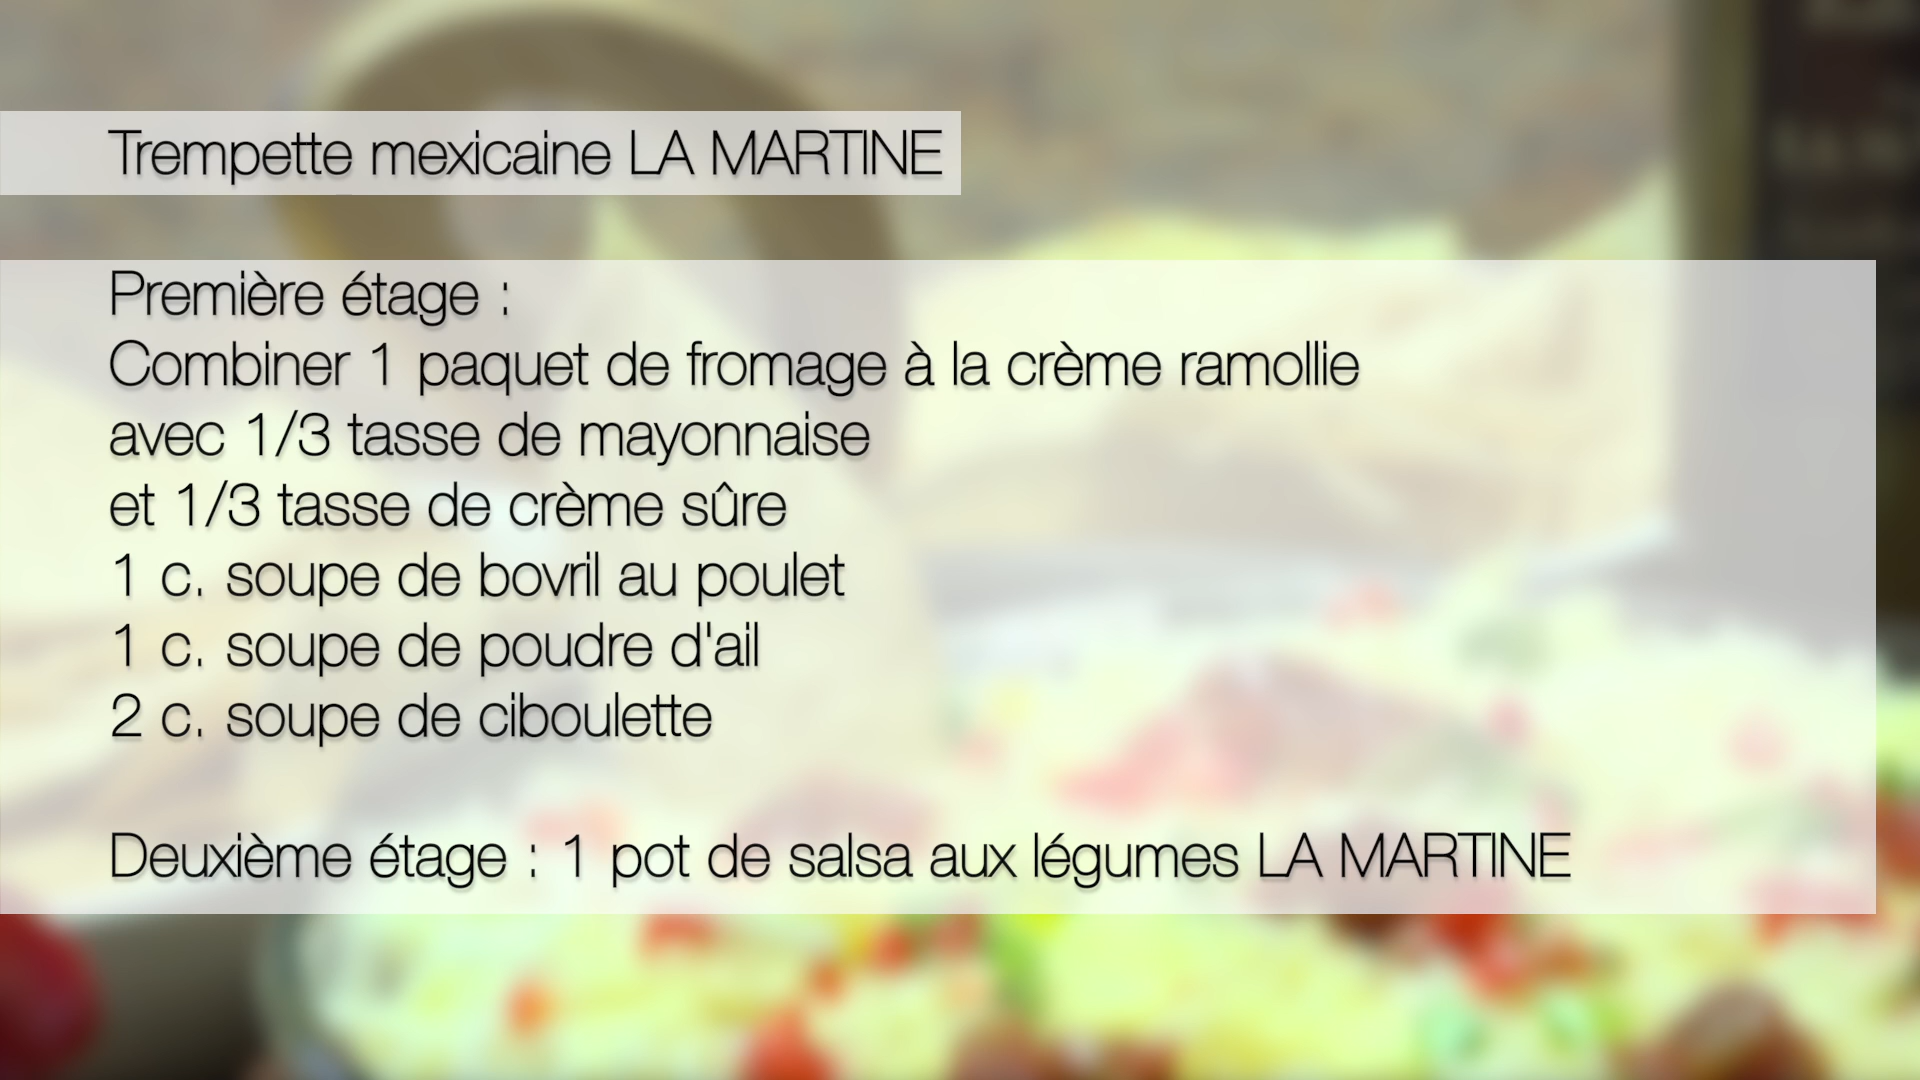 Trempette mexicaine LA MARTINE
Première étage :
Combiner 1 paquet de fromage à la crème ramollie
avec 1/3 tasse de mayonnaise
et 1/3 tasse de crème sûre
1 c. soupe de bovril au poulet
1 c. soupe de poudre d'ail
2 c. soupe de ciboulette
Deuxième étage : 1 pot de salsa aux légumes LA MARTINE